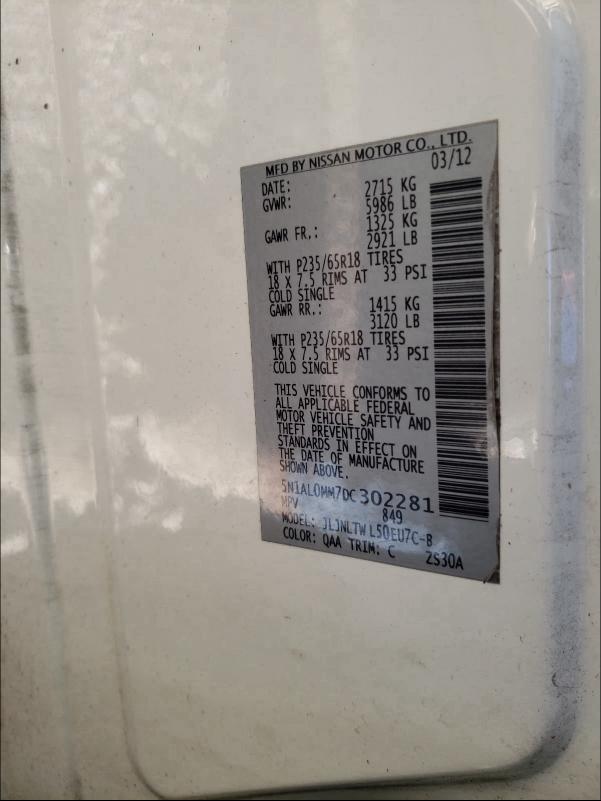 MFD BY NISSAN MOTOR CO., LTD.
DATE: 03/12
GVWR: 2715 KG
5986 LB
GAWR FR.: 1325 KG
2921 LB
WITH P235/65R18 TIRES
18 X 7.5 RIMS AT 33 PSI
COLD SINGLE
GAWR RR.: 1415 KG
3120 LB
WITH P235/65R18 TIRES
18 X 7.5 RIMS AT 33 PSI
COLD SINGLE
THIS VEHICLE CONFORMS TO
ALL APPLICABLE FEDERAL
MOTOR VEHICLE SAFETY AND
THEFT PREVENTION
STANDARDS IN EFFECT ON
THE DATE OF MANUFACTURE
SHOWN ABOVE.
5N1AL0MM7DC302281
MPV 849
MODEL: JLJNLTW L50EU7C-B
COLOR: QAA TRIM: C 2S30A